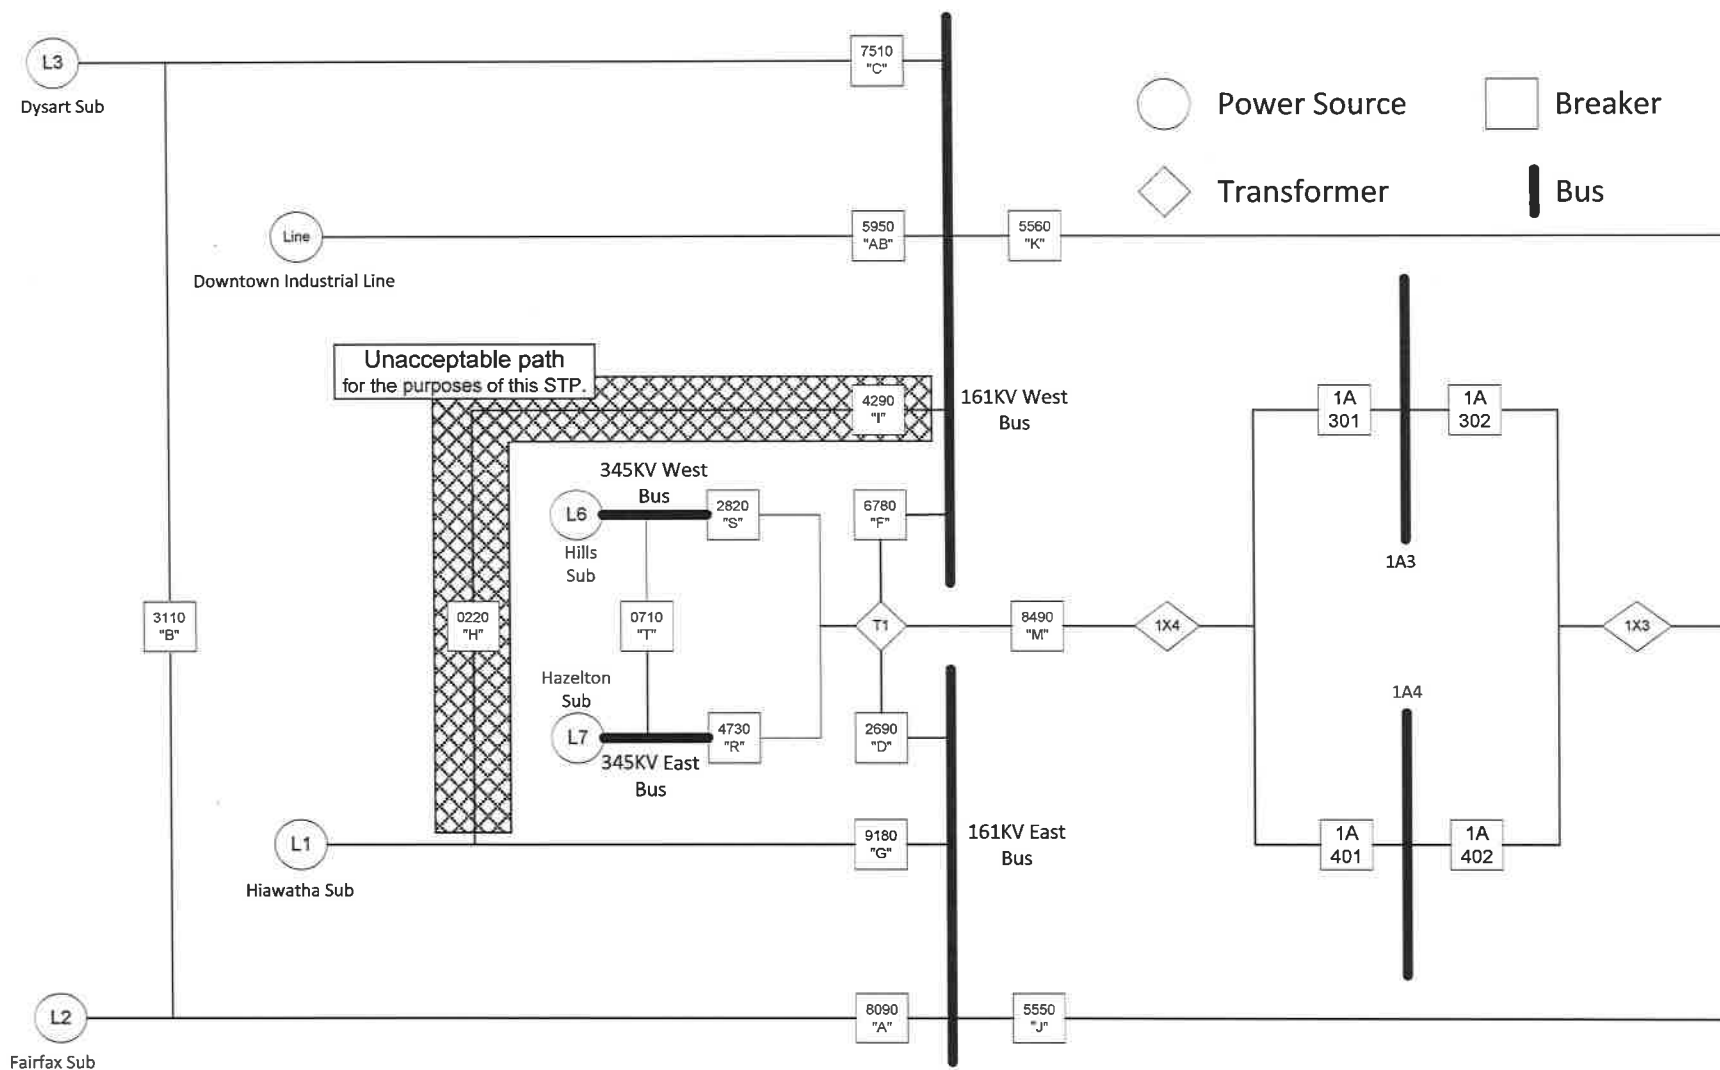 L3
Dysart Sub
7510
"C"
Power Source
Breaker
Transformer
Bus
Line
Downtown Industrial Line
5950
"AB"
5560
"K"
Unacceptable path
for the purposes of this STP.
4290
"I"
161KV West
Bus
1A
301
1A
302
1A3
345KV West
Bus
L6
Hills
Sub
2820
"S"
6780
"F"
3110
"B"
0220
"H"
0710
"T"
T1
8490
"M"
1X4
1X3
Hazelton
Sub
L7
345KV East
Bus
4730
"R"
2690
"D"
1A4
L1
Hiawatha Sub
9180
"G"
161KV East
Bus
1A
401
1A
402
L2
Fairfax Sub
8090
"A"
5550
"J"